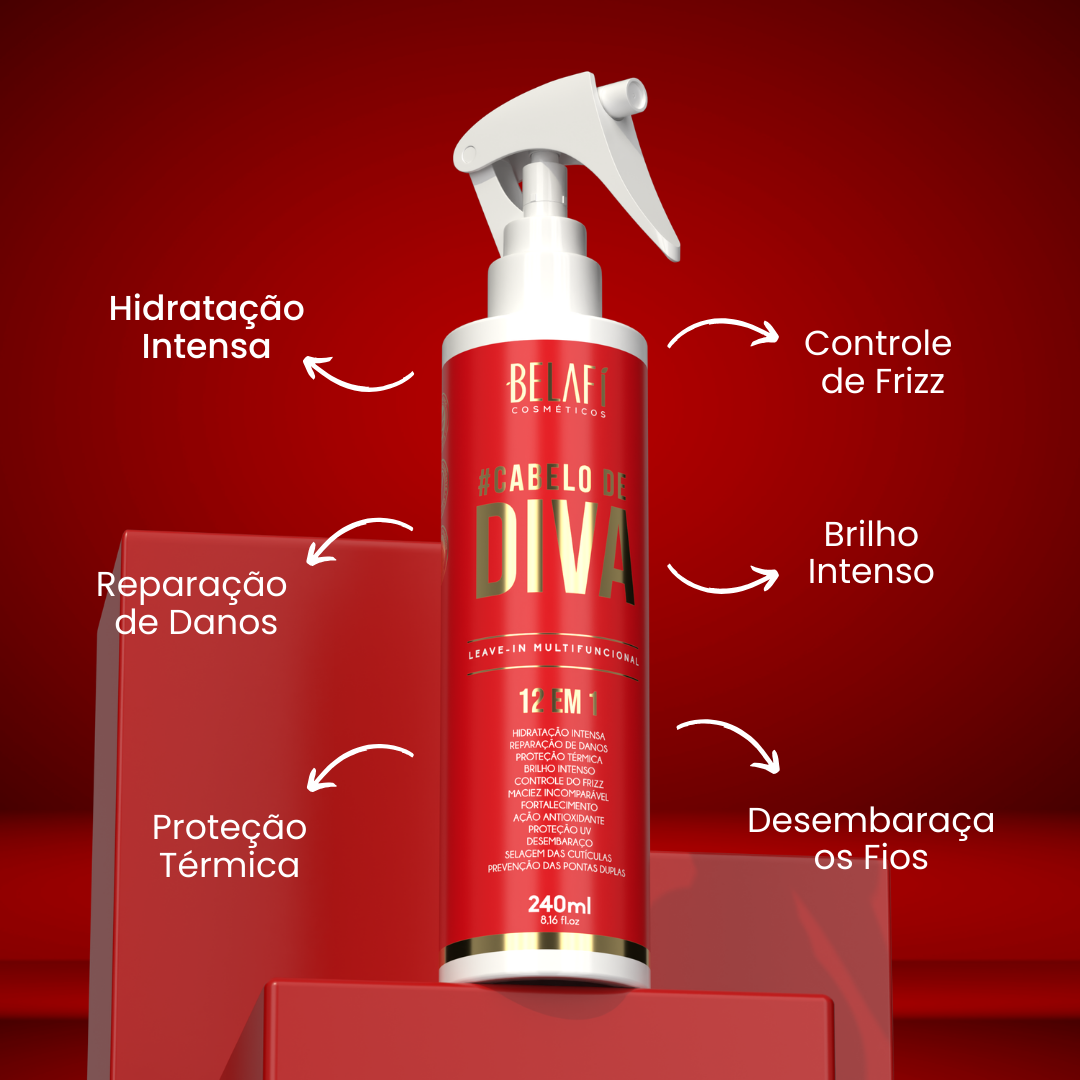 Hidratação
Intensa
Controle
de Frizz
Reparação
de Danos
Brilho
Intenso
Proteção
Térmica
Desembaraça
os Fios
BELAFÍ
COSMÉTICOS
#CABELO DE
DIVA
LEAVE-IN MULTIFUNCIONAL
12 EM 1
HIDRATAÇÃO INTENSA
REPARAÇÃO DE DANOS
PROTEÇÃO TÉRMICA
BRILHO INTENSO
CONTROLE DO FRIZZ
MACIEZ INCOMPARÁVEL
FORTALECIMENTO
AÇÃO ANTIOXIDANTE
PROTEÇÃO UV
DESEMBARAÇO
SELAGEM DAS CUTÍCULAS
PREVENÇÃO DAS PONTAS DUPLAS
240ml
8,16 fl.oz